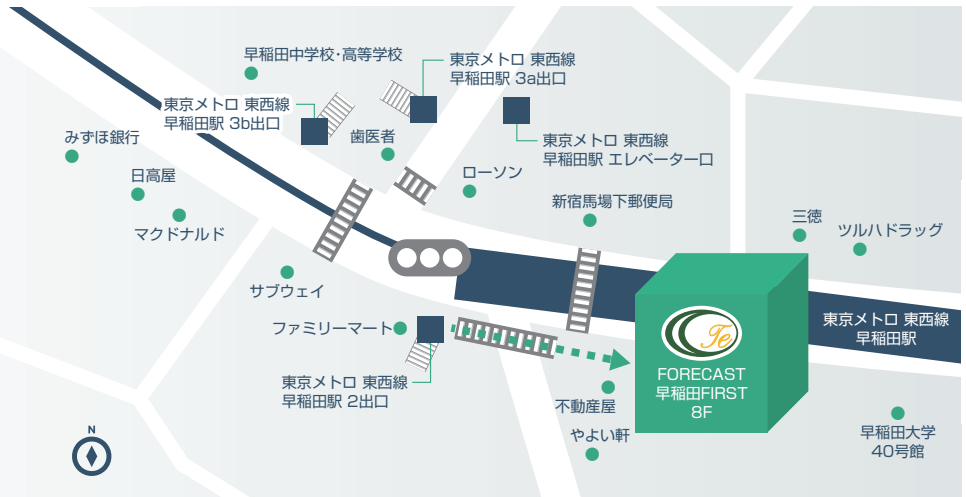 早稲田中学校・高等学校
東京メトロ 東西線
早稲田駅 3a出口
東京メトロ 東西線
早稲田駅 3b出口
みずほ銀行
歯医者
東京メトロ 東西線
早稲田駅 エレベーター口
日高屋
ローソン
新宿馬場下郵便局
マクドナルド
三徳
ツルハドラッグ
サブウェイ
ファミリーマート
東京メトロ 東西線
早稲田駅
Te
FORECAST
早稲田FIRST
8F
東京メトロ 東西線
早稲田駅 2出口
不動産屋
やよい軒
早稲田大学
40号館
N